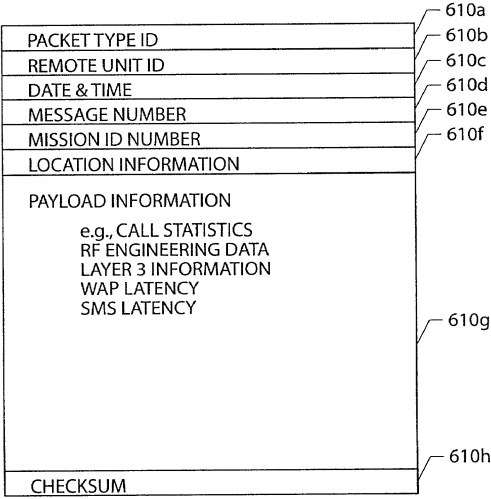 610a
PACKET TYPE ID
610b
REMOTE UNIT ID
610c
DATE & TIME
610d
MESSAGE NUMBER
610e
MISSION ID NUMBER
610f
LOCATION INFORMATION
PAYLOAD INFORMATION
e.g., CALL STATISTICS
RF ENGINEERING DATA
LAYER 3 INFORMATION
WAP LATENCY
SMS LATENCY
610g
610h
CHECKSUM